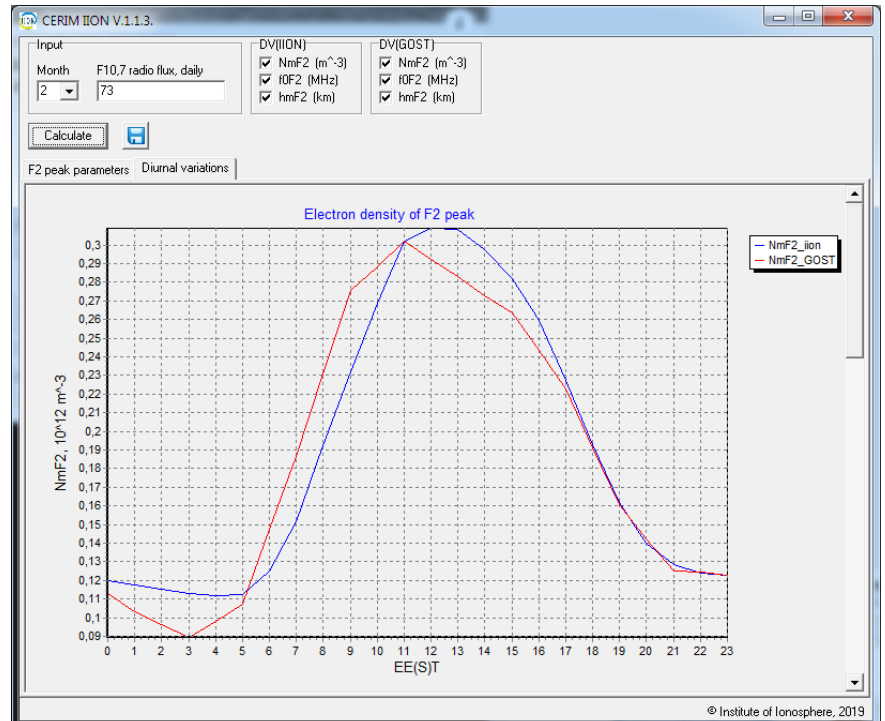 CERIM IION V.1.1.3.
Input
Month F10,7 radio flux, daily
2 73
DV(IION)
NmF2 (m^-3)
f0F2 (MHz)
hmF2 (km)
DV(GOST)
NmF2 (m^-3)
f0F2 (MHz)
hmF2 (km)
Calculate
F2 peak parameters Diurnal variations
Electron density of F2 peak
NmF2_iion
NmF2_GOST
NmF2, 10^12 m^-3
0,3
0,29
0,28
0,27
0,26
0,25
0,24
0,23
0,22
0,21
0,2
0,19
0,18
0,17
0,16
0,15
0,14
0,13
0,12
0,11
0,1
0,09
0 1 2 3 4 5 6 7 8 9 10 11 12 13 14 15 16 17 18 19 20 21 22 23
EE(S)T
© Institute of Ionosphere, 2019